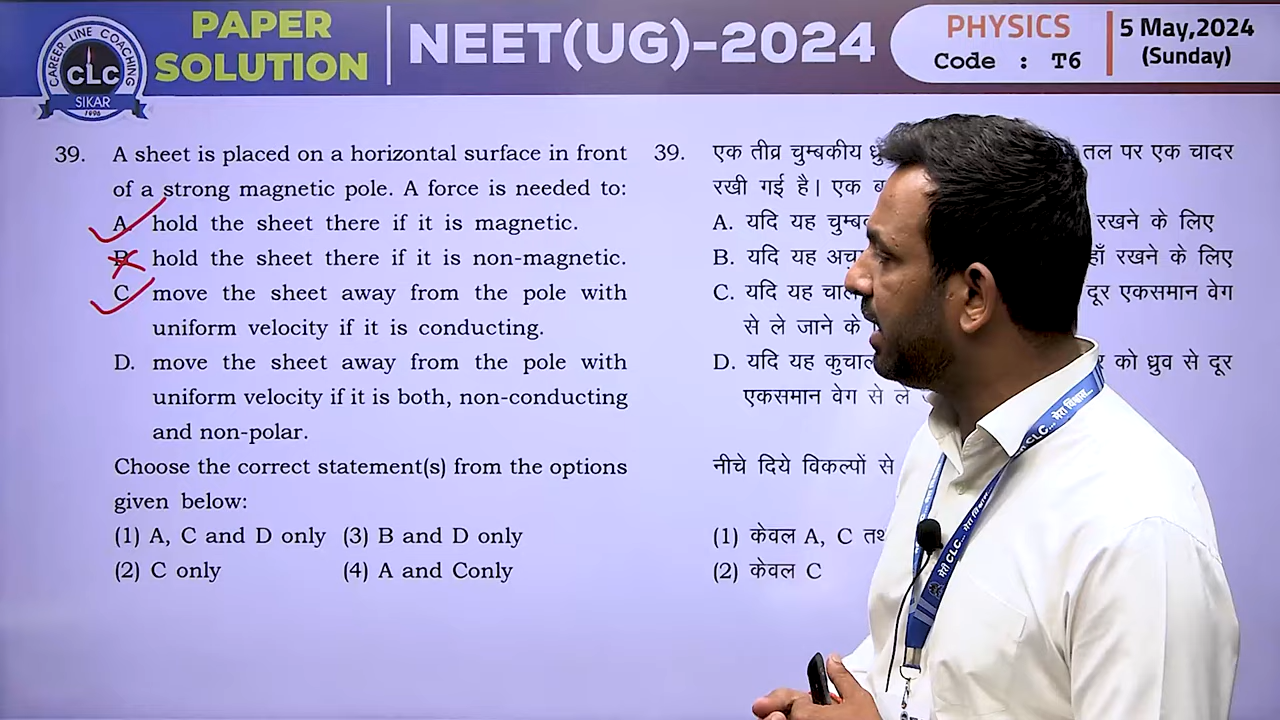 CAREER LINE COACHING
CLC
SIKAR
1996
PAPER
SOLUTION
NEET(UG)-2024
PHYSICS
Code : T6
5 May,2024
(Sunday)
39. A sheet is placed on a horizontal surface in front
of a strong magnetic pole. A force is needed to:
A. hold the sheet there if it is magnetic.
B. hold the sheet there if it is non-magnetic.
C. move the sheet away from the pole with
uniform velocity if it is conducting.
D. move the sheet away from the pole with
uniform velocity if it is both, non-conducting
and non-polar.
Choose the correct statement(s) from the options
given below:
(1) A, C and D only (3) B and D only
(2) C only (4) A and Conly
39. एक तीव्र चुम्बकीय तल पर एक चादर
रखी गई है। एक
A. यदि यह रखने के लिए
B. यदि यह रखने के लिए
C. यदि यह दूर एकसमान वेग
से ले जाने के
D. यदि यह को ध्रुव से दूर
एकसमान वेग से ले
नीचे दिये विकल्पों से
(1) केवल A, C
(2) केवल C
CLC... मेरा विश्वास...
मेरी CLC... मेरा